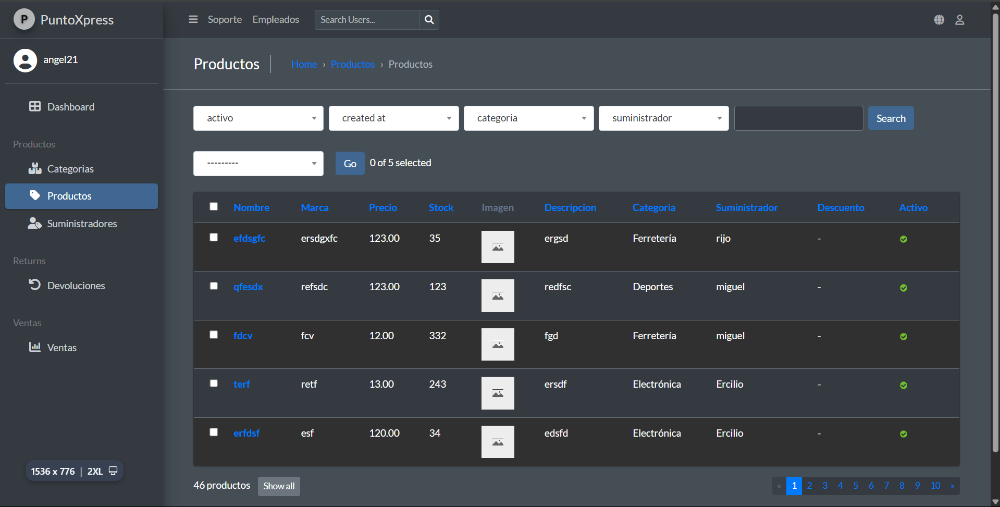 P PuntoXpress
Soporte Empleados Search Users...
angel21
Productos Home › Productos › Productos
Dashboard
activo created at categoria suministrador Search
Productos
Categorias
--------- Go 0 of 5 selected
Productos
Suministradores
Nombre Marca Precio Stock Imagen Descripcion Categoria Suministrador Descuento Activo
efdsgfc ersdgxfc 123.00 35 ergsd Ferretería rijo -
Returns
Devoluciones
qfesdx refsdc 123.00 123 redfsc Deportes miguel -
Ventas
Ventas
fdcv fcv 12.00 332 fgd Ferretería miguel -
terf retf 13.00 243 ersdf Electrónica Ercilio -
erfdsf esf 120.00 34 edsfd Electrónica Ercilio -
1536 x 776 | 2XL
46 productos Show all « 1 2 3 4 5 6 7 8 9 10 »